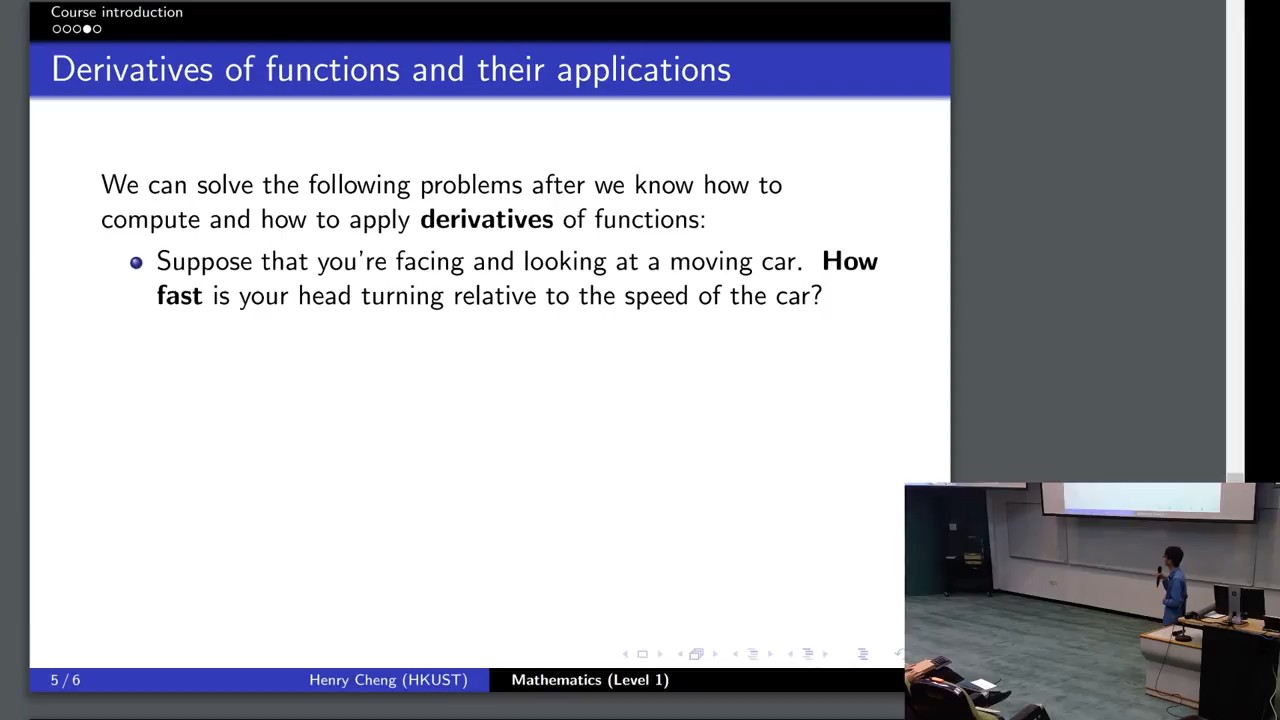 Course introduction
Derivatives of functions and their applications
We can solve the following problems after we know how to
compute and how to apply derivatives of functions:
Suppose that you're facing and looking at a moving car. How
fast is your head turning relative to the speed of the car?
5 / 6
Henry Cheng (HKUST)
Mathematics (Level 1)